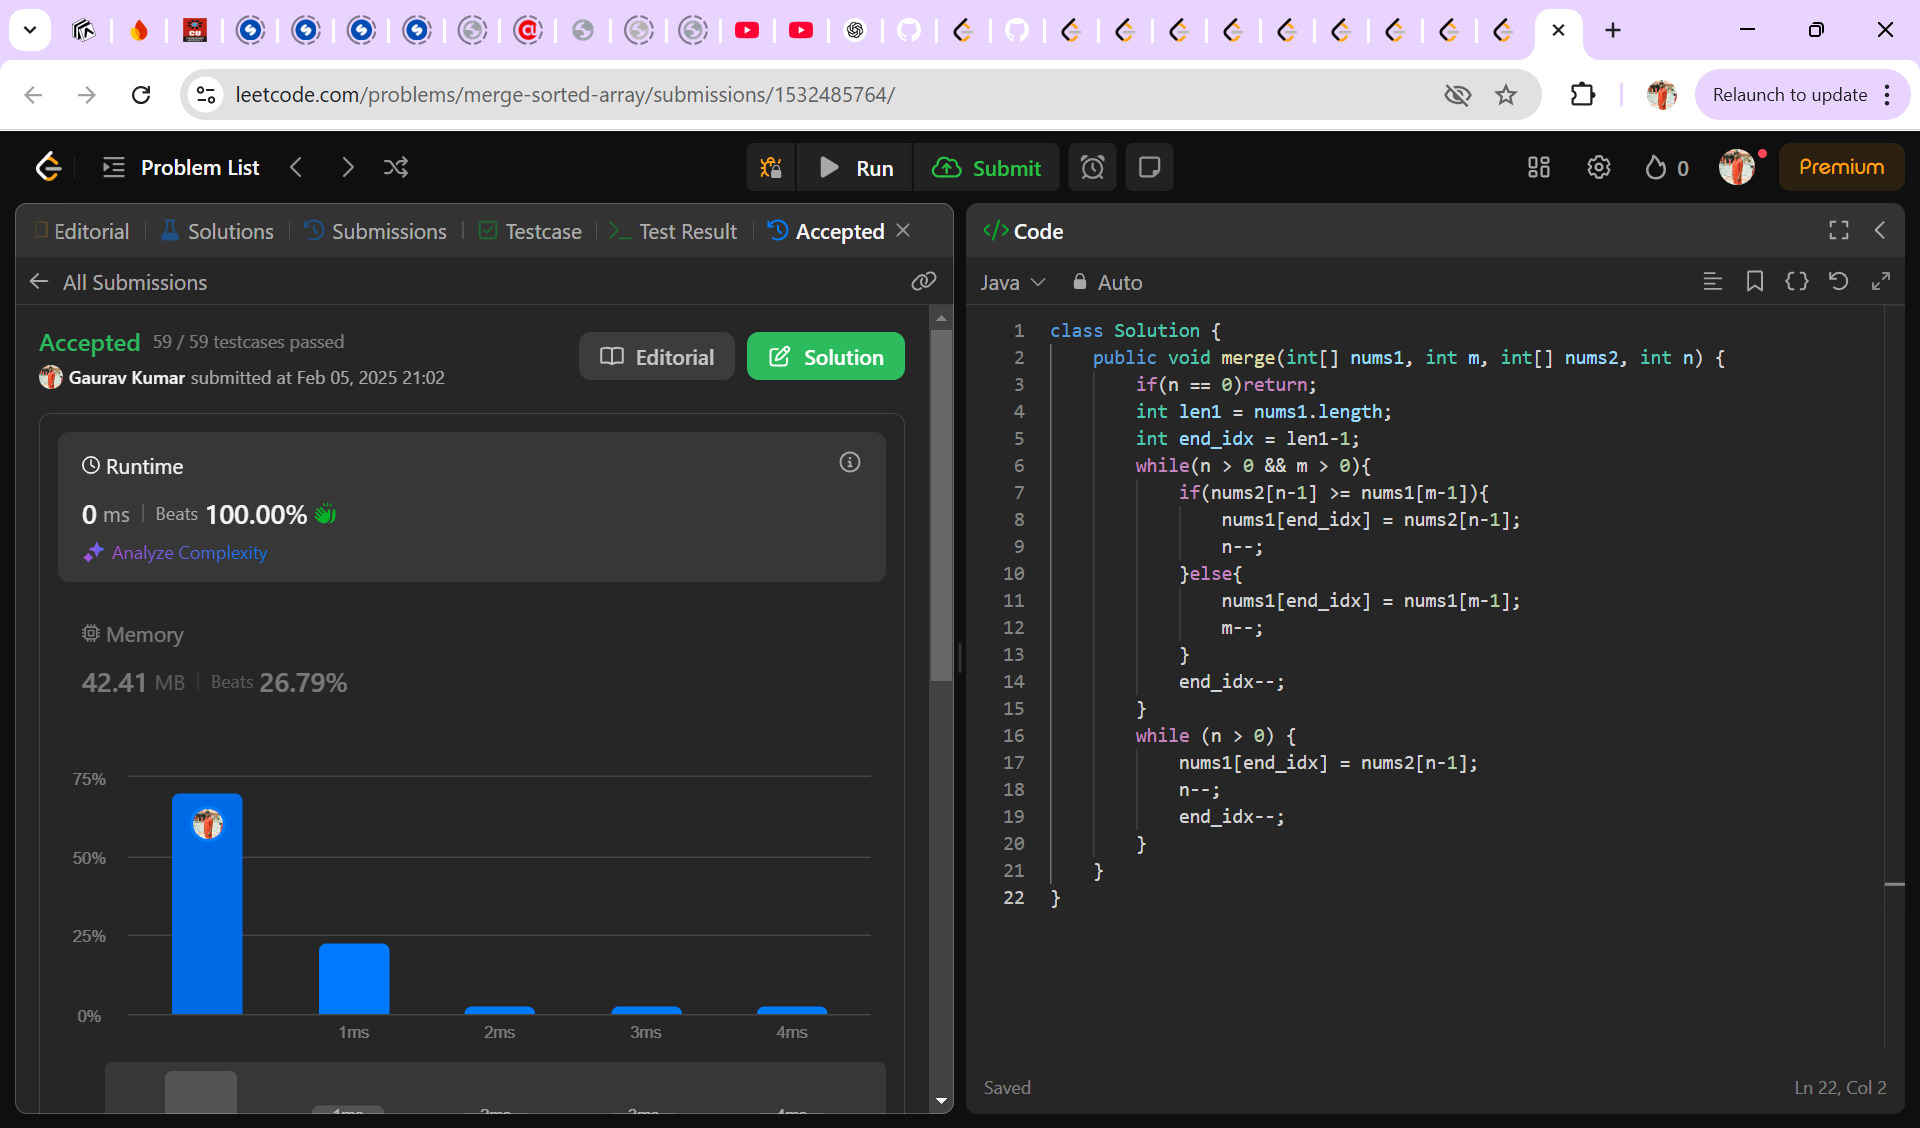 leetcode.com/problems/merge-sorted-array/submissions/1532485764/
Relaunch to update
Problem List
Run
Submit
0
Premium
Editorial
Solutions
Submissions
Testcase
Test Result
Accepted
All Submissions
Accepted 59 / 59 testcases passed
Gaurav Kumar submitted at Feb 05, 2025 21:02
Editorial
Solution
Runtime
0 ms Beats 100.00%
Analyze Complexity
Memory
42.41 MB Beats 26.79%
75%
50%
25%
0%
1ms 2ms 3ms 4ms
1ms 2ms 3ms 4ms
</> Code
Java Auto
1 class Solution {
2 public void merge(int[] nums1, int m, int[] nums2, int n) {
3 if(n == 0)return;
4 int len1 = nums1.length;
5 int end_idx = len1-1;
6 while(n > 0 && m > 0){
7 if(nums2[n-1] >= nums1[m-1]){
8 nums1[end_idx] = nums2[n-1];
9 n--;
10 }else{
11 nums1[end_idx] = nums1[m-1];
12 m--;
13 }
14 end_idx--;
15 }
16 while (n > 0) {
17 nums1[end_idx] = nums2[n-1];
18 n--;
19 end_idx--;
20 }
21 }
22 }
Saved
Ln 22, Col 2